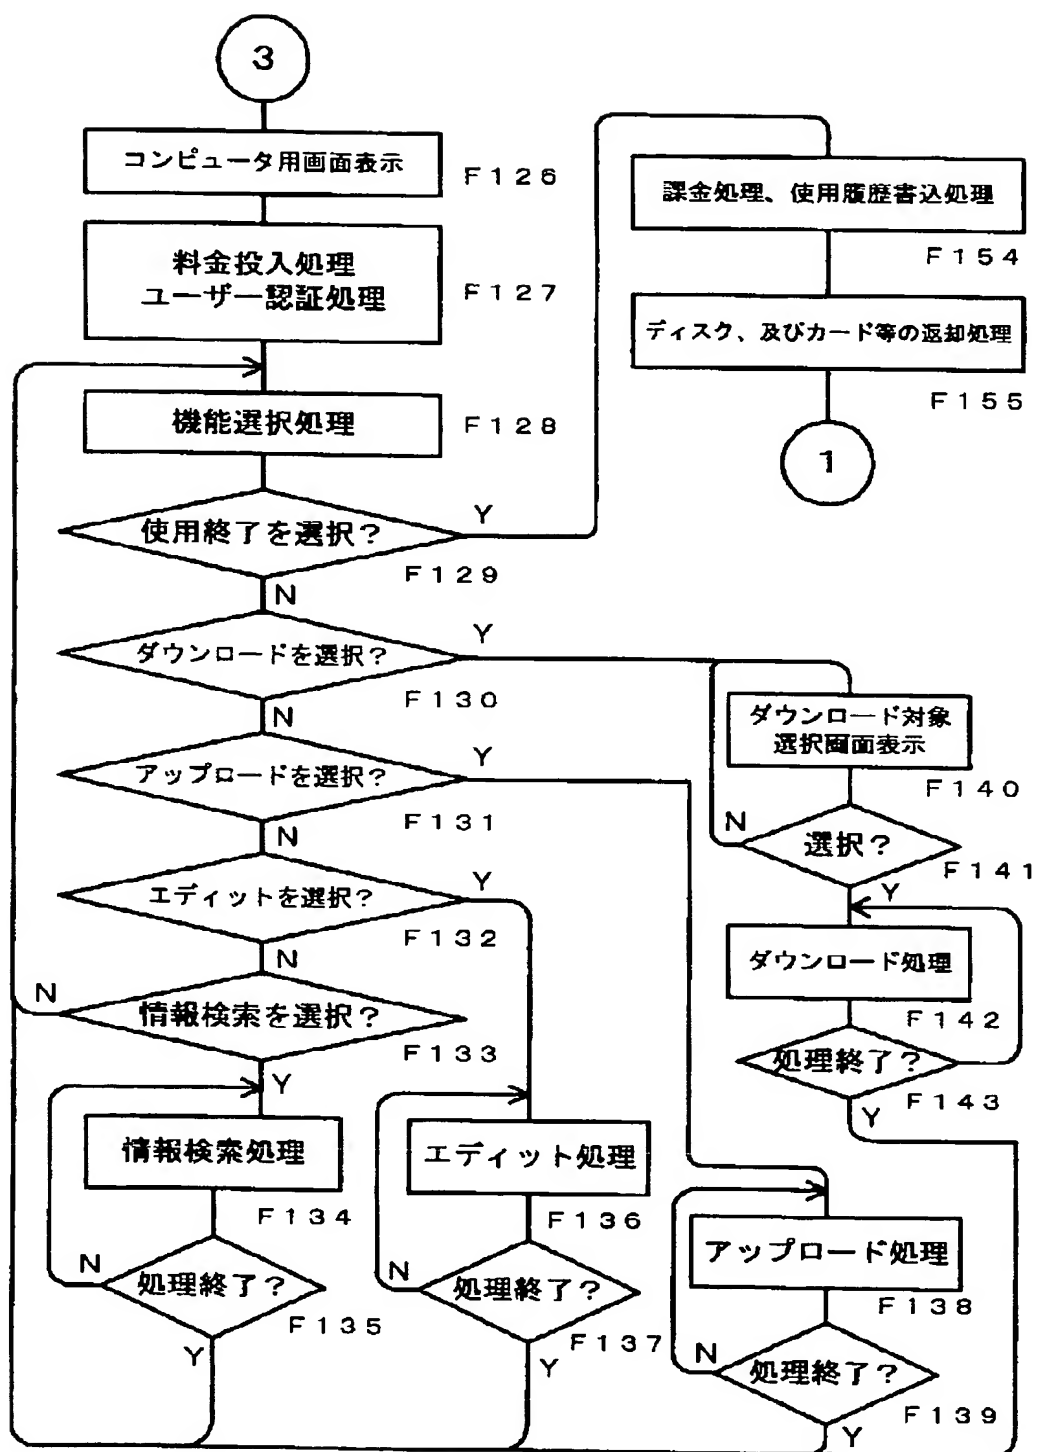 3
コンピュータ用画面表示
F126
料金投入処理
ユーザー認証処理
F127
機能選択処理
F128
使用終了を選択?
Y
F129
N
ダウンロードを選択?
Y
F130
N
アップロードを選択?
Y
F131
N
エディットを選択?
Y
F132
N
情報検索を選択?
N
F133
Y
情報検索処理
F134
処理終了?
N
F135
Y
エディット処理
F136
処理終了?
N
F137
Y
アップロード処理
F138
処理終了?
N
F139
Y
ダウンロード対象
選択画面表示
F140
選択?
N
F141
Y
ダウンロード処理
F142
処理終了?
F143
Y
課金処理、使用履歴書込処理
F154
ディスク、及びカード等の返却処理
F155
1